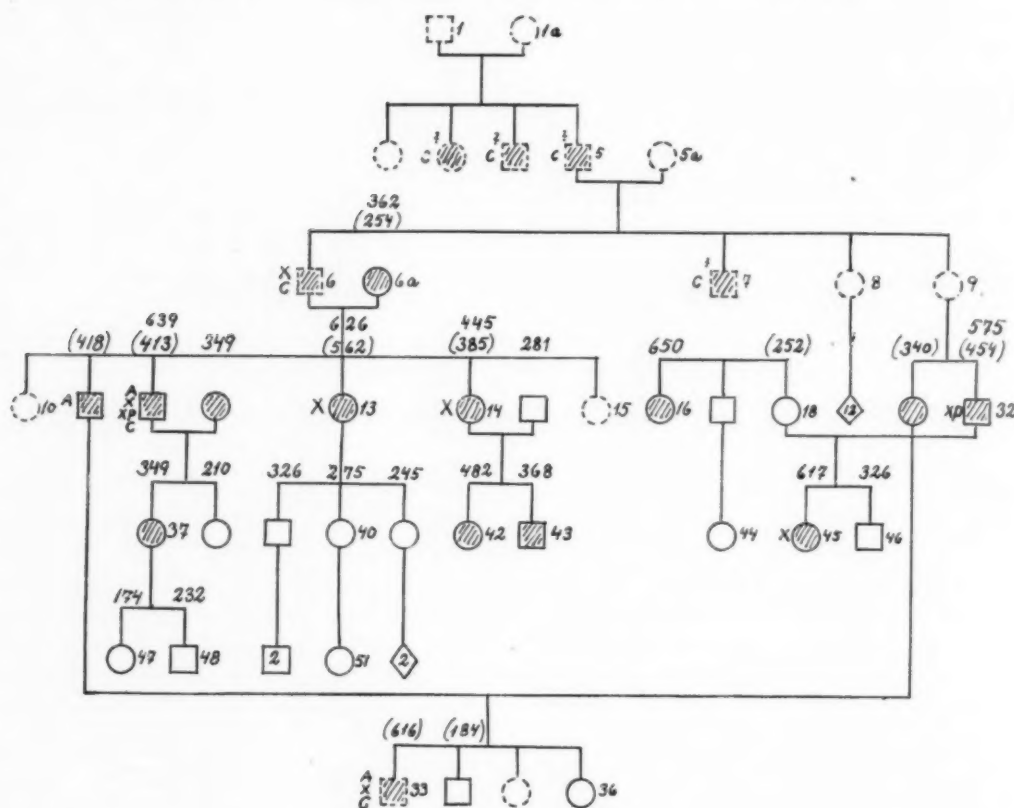 1 1a
? ? ?
C C C 5 5a
362
(254)
X
C 6 6a C 7 8 9
(418) 639 349 626 445 281 650 (252) (340) 575
(413) (562) (385) (454)
10 A A
X
XP
C X 13 X 14 15 16 18 12 XP 32
349 210 326 275 245 482 368 617 326
37 40 42 43 44 X 45 46
174 232
47 48 2 51 2
(616) (184)
A
X
C 33 36